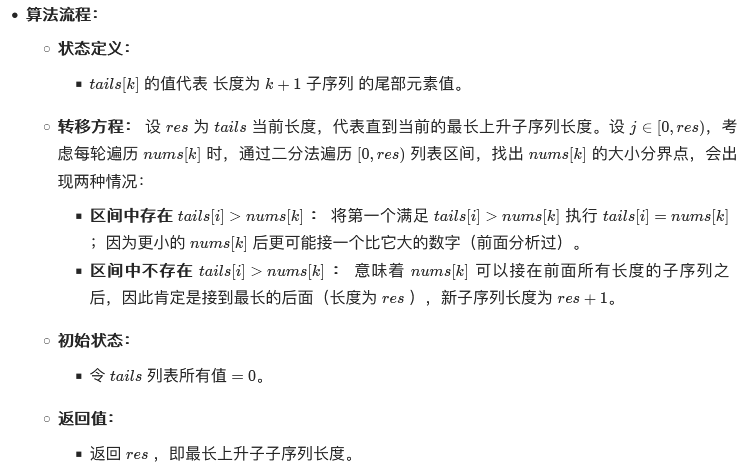 算法流程：
状态定义：
tails[k] 的值代表 长度为 k + 1 子序列 的尾部元素值。
转移方程： 设 res 为 tails 当前长度，代表直到当前的最长上升子序列长度。设 j ∈ [0, res)，考
虑每轮遍历 nums[k] 时，通过二分法遍历 [0, res) 列表区间，找出 nums[k] 的大小分界点，会出
现两种情况：
区间中存在 tails[i] > nums[k] ： 将第一个满足 tails[i] > nums[k] 执行 tails[i] = nums[k]
；因为更小的 nums[k] 后更可能接一个比它大的数字（前面分析过）。
区间中不存在 tails[i] > nums[k] ： 意味着 nums[k] 可以接在前面所有长度的子序列之
后，因此肯定是接到最长的后面（长度为 res ），新子序列长度为 res + 1。
初始状态：
令 tails 列表所有值 = 0。
返回值：
返回 res ，即最长上升子子序列长度。